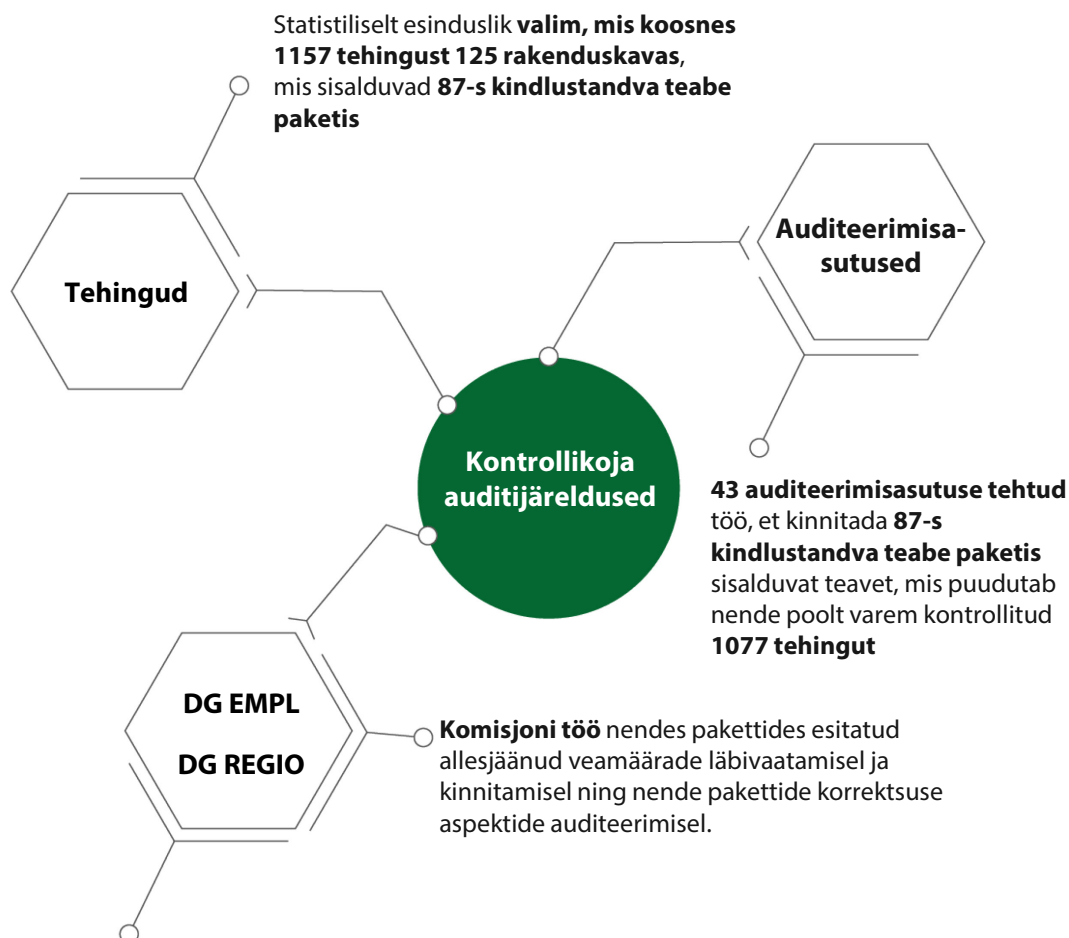 Statistiliselt esinduslik valim, mis koosnes
1157 tehingust 125 rakenduskavas,
mis sisalduvad 87-s kindlustandva teabe
paketis
Tehingud
Auditeerimisa-
sutused
Kontrollikoja
auditijäreldused
43 auditeerimisasutuse tehtud
töö, et kinnitada 87-s
kindlustandva teabe paketis
sisalduvat teavet, mis puudutab
nende poolt varem kontrollitud
1077 tehingut
DG EMPL
DG REGIO
Komisjoni töö nendes pakettides esitatud
allesjäänud veamäärade läbivaatamisel ja
kinnitamisel ning nende pakettide korrektsuse
aspektide auditeerimisel.